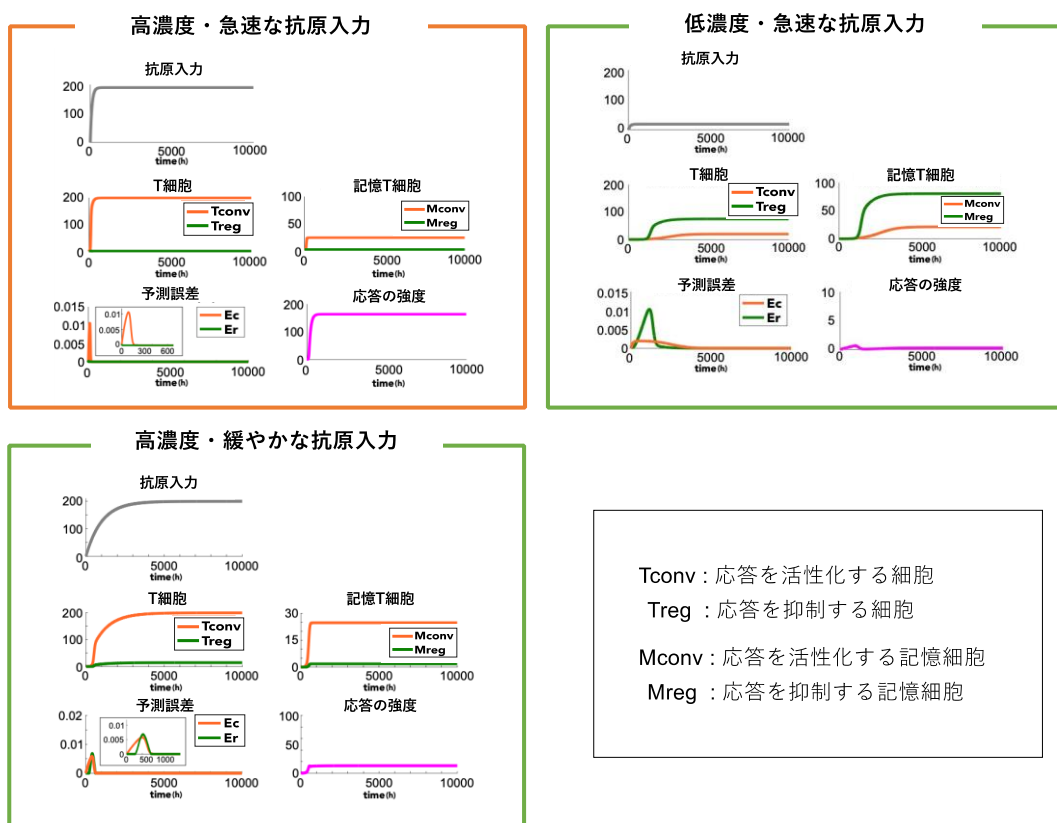 高濃度・急速な抗原入力
抗原入力
200
100
0
0 5000 10000
time(h)
T細胞
200
100
0
Tconv
Treg
0 5000 10000
time(h)
記憶T細胞
100
50
0
Mconv
Mreg
0 5000 10000
time(h)
予測誤差
0.015
0.01
0.005
0
0.01
0.005
0
0 300 600
Ec
Er
0 5000 10000
time(h)
応答の強度
200
100
0
0 5000 10000
低濃度・急速な抗原入力
抗原入力
200
100
0
0 5000 10000
time(h)
T細胞
200
100
0
Tconv
Treg
0 5000 10000
time(h)
記憶T細胞
100
50
0
Mconv
Mreg
0 5000 10000
time(h)
予測誤差
0.015
0.01
0.005
0
Ec
Er
0 5000 10000
time(h)
応答の強度
10
5
0
0 5000 10000
time(h)
高濃度・緩やかな抗原入力
抗原入力
200
100
0
0 5000 10000
time(h)
T細胞
200
100
0
Tconv
Treg
0 5000 10000
time(h)
記憶T細胞
30
15
0
Mconv
Mreg
0 5000 10000
time(h)
予測誤差
0.02
0.01
0
0.01
0.005
0
0 500 1000
Ec
Er
0 5000 10000
time(h)
応答の強度
100
50
0
0 5000 10000
time(h)
Tconv : 応答を活性化する細胞
Treg : 応答を抑制する細胞
Mconv : 応答を活性化する記憶細胞
Mreg : 応答を抑制する記憶細胞